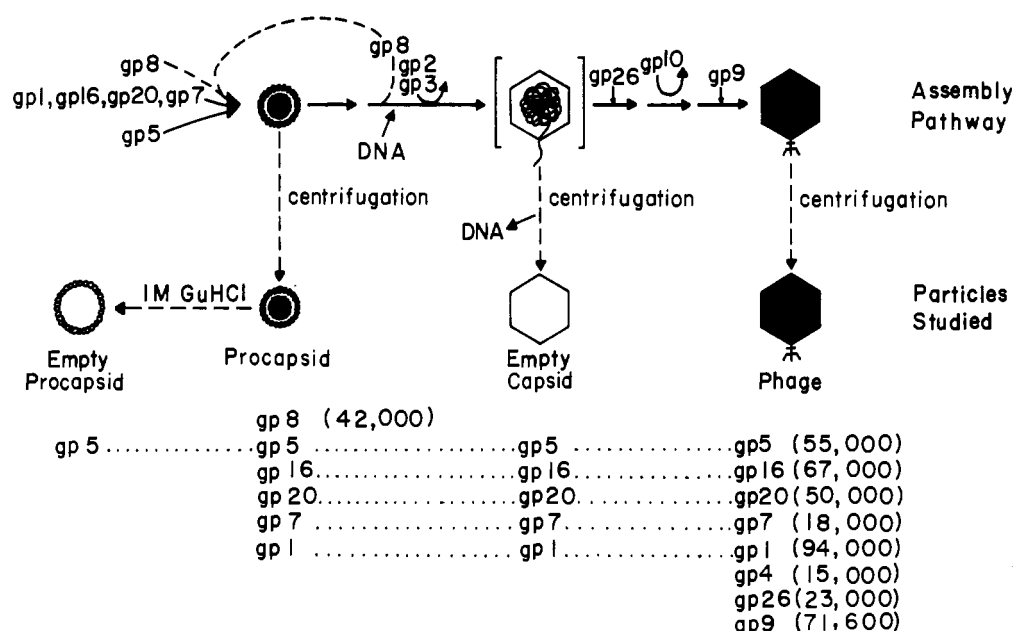 gp8
gp1,gp16,gp20,gp7
gp5
gp8
gp2
gp3
DNA
gp26
gp10
gp9
Assembly
Pathway
centrifugation
centrifugation
DNA
centrifugation
1M GuHCl
Particles
Studied
Empty
Procapsid
Procapsid
Empty
Capsid
Phage
gp 8 (42,000)
gp 5 ............... gp 5 ....................... gp5 ................. gp5 (55,000)
gp 16....................... gp 16................. gp16 (67,000)
gp 20....................... gp20................. gp20(50,000)
gp 7 ....................... gp7................. gp7 (18,000)
gp 1 ....................... gp 1................. gp1 (94,000)
gp4 (15,000)
gp26(23,000)
gp9 (71,600)